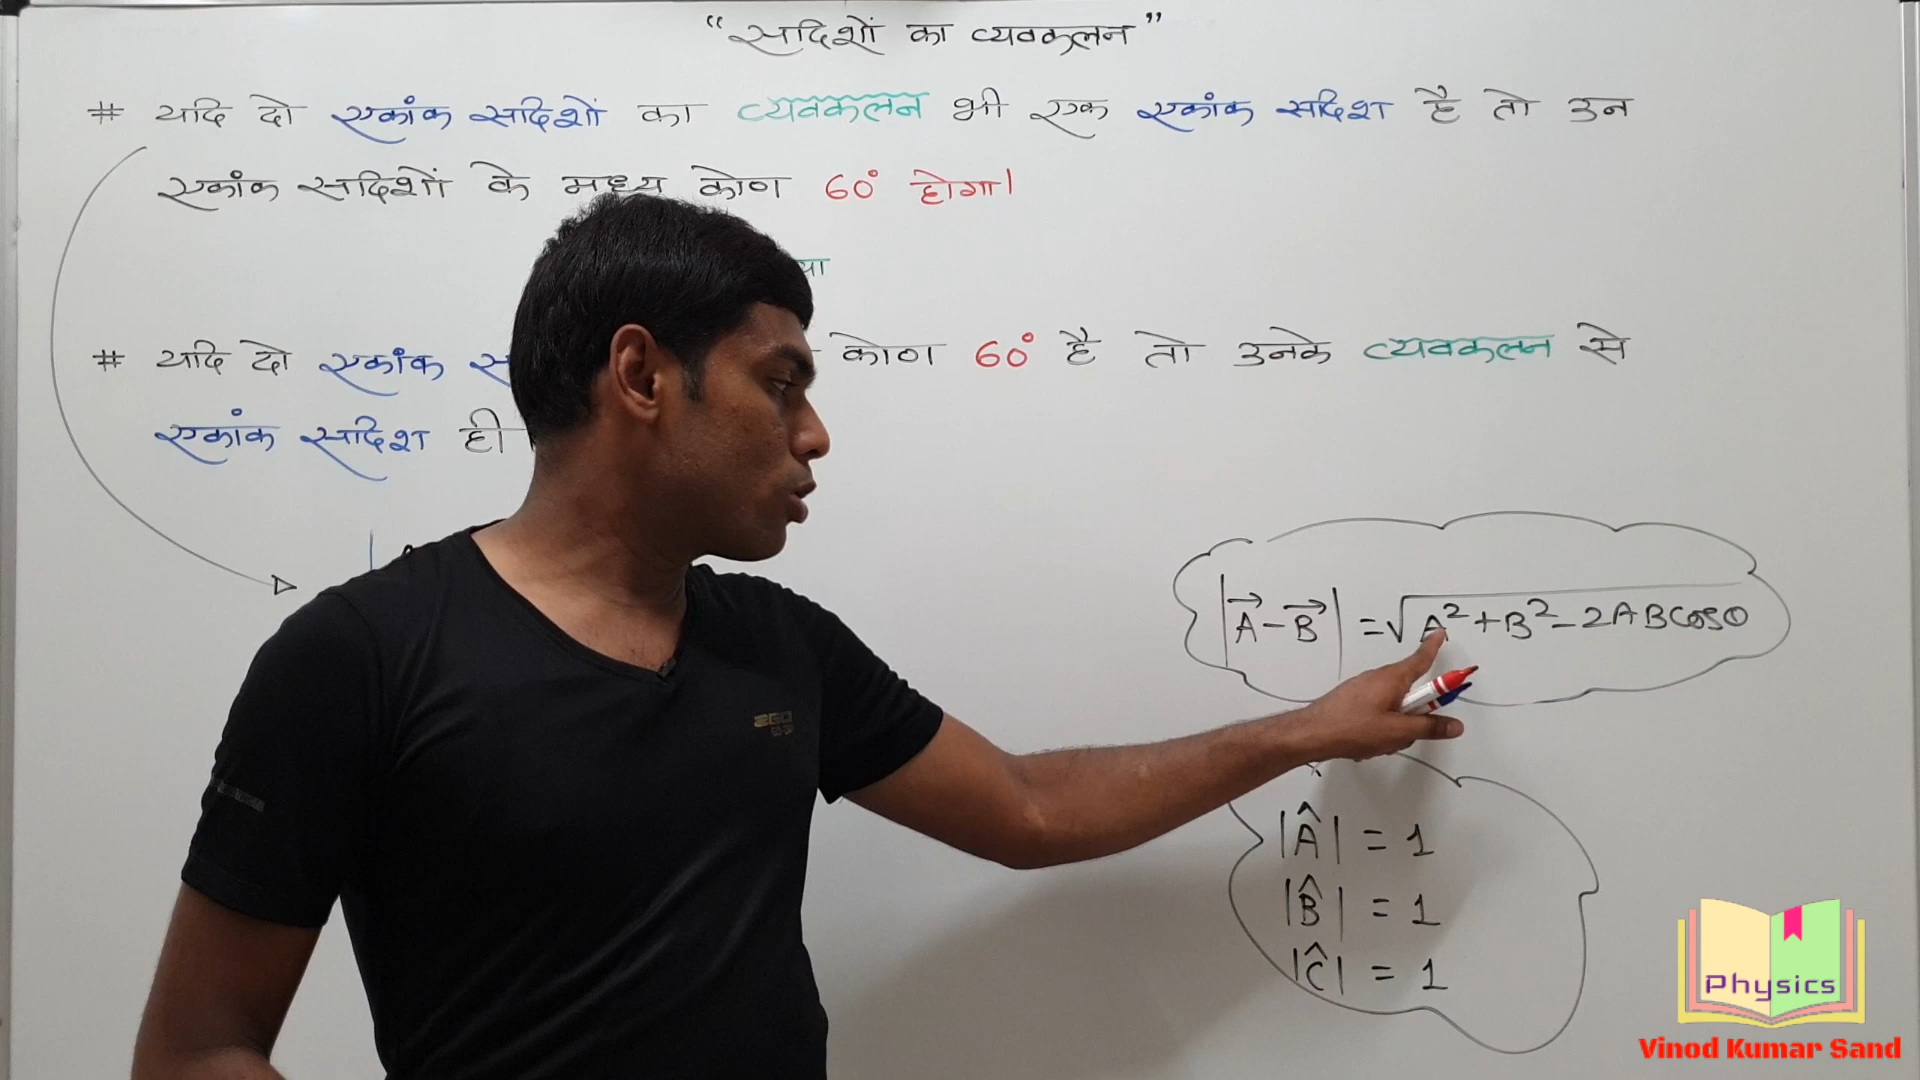 “सदिशों का व्यवकलन”
# यदि दो एकांक सदिशों का व्यवकलन भी एक एकांक सदिश है तो उन
एकांक सदिशों के मध्य कोण 60° होगा।
या
# यदि दो एकांक कोण 60° है तो उनके व्यवकलन से
एकांक सदिश ही
|A⃗ - B⃗| = √A²+B²-2ABCosθ
|Â| = 1
|B̂| = 1
|Ĉ| = 1
Physics
Vinod Kumar Sand